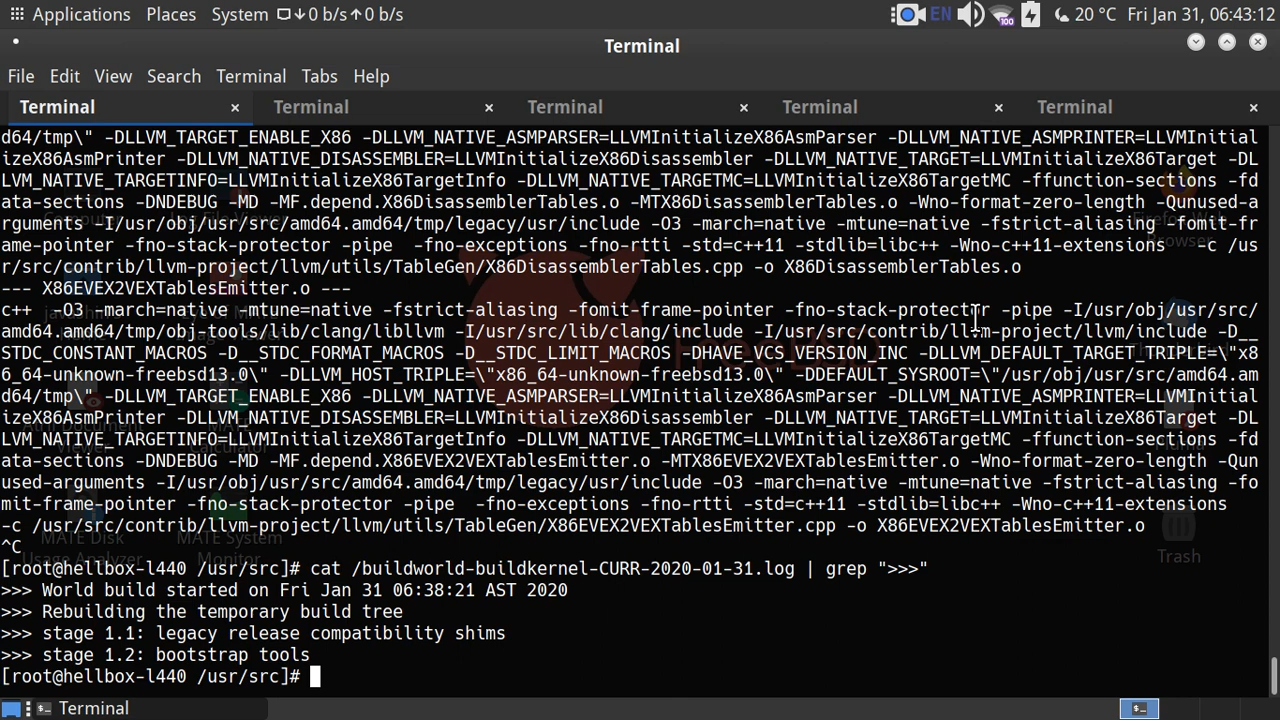 Applications Places System 0 b/s 0 b/s EN 100 20 °C Fri Jan 31, 06:43:12
Terminal
File Edit View Search Terminal Tabs Help
Terminal × Terminal × Terminal × Terminal × Terminal ×
d64/tmp\" -DLLVM_TARGET_ENABLE_X86 -DLLVM_NATIVE_ASMPARSER=LLVMInitializeX86AsmParser -DLLVM_NATIVE_ASMPRINTER=LLVMInitial
izeX86AsmPrinter -DLLVM_NATIVE_DISASSEMBLER=LLVMInitializeX86Disassembler -DLLVM_NATIVE_TARGET=LLVMInitializeX86Target -DL
LVM_NATIVE_TARGETINFO=LLVMInitializeX86TargetInfo -DLLVM_NATIVE_TARGETMC=LLVMInitializeX86TargetMC -ffunction-sections -fd
ata-sections -DNDEBUG -MD -MF.depend.X86DisassemblerTables.o -MTX86DisassemblerTables.o -Wno-format-zero-length -Qunused-a
rguments -I/usr/obj/usr/src/amd64.amd64/tmp/legacy/usr/include -O3 -march=native -mtune=native -fstrict-aliasing -fomit-fr
ame-pointer -fno-stack-protector -pipe -fno-exceptions -fno-rtti -std=c++11 -stdlib=libc++ -Wno-c++11-extensions -c /us
r/src/contrib/llvm-project/llvm/utils/TableGen/X86DisassemblerTables.cpp -o X86DisassemblerTables.o
--- X86EVEX2VEXTablesEmitter.o ---
c++ -O3 -march=native -mtune=native -fstrict-aliasing -fomit-frame-pointer -fno-stack-protector -pipe -I/usr/obj/usr/src/
amd64.amd64/tmp/obj-tools/lib/clang/libllvm -I/usr/src/lib/clang/include -I/usr/src/contrib/llvm-project/llvm/include -D__
STDC_CONSTANT_MACROS -D__STDC_FORMAT_MACROS -D__STDC_LIMIT_MACROS -DHAVE_VCS_VERSION_INC -DLLVM_DEFAULT_TARGET_TRIPLE=\"x8
6_64-unknown-freebsd13.0\" -DLLVM_HOST_TRIPLE=\"x86_64-unknown-freebsd13.0\" -DDEFAULT_SYSROOT=\"/usr/obj/usr/src/amd64.am
d64/tmp\" -DLLVM_TARGET_ENABLE_X86 -DLLVM_NATIVE_ASMPARSER=LLVMInitializeX86AsmParser -DLLVM_NATIVE_ASMPRINTER=LLVMInitial
izeX86AsmPrinter -DLLVM_NATIVE_DISASSEMBLER=LLVMInitializeX86Disassembler -DLLVM_NATIVE_TARGET=LLVMInitializeX86Target -DL
LVM_NATIVE_TARGETINFO=LLVMInitializeX86TargetInfo -DLLVM_NATIVE_TARGETMC=LLVMInitializeX86TargetMC -ffunction-sections -fd
ata-sections -DNDEBUG -MD -MF.depend.X86EVEX2VEXTablesEmitter.o -MTX86EVEX2VEXTablesEmitter.o -Wno-format-zero-length -Qun
used-arguments -I/usr/obj/usr/src/amd64.amd64/tmp/legacy/usr/include -O3 -march=native -mtune=native -fstrict-aliasing -fo
mit-frame-pointer -fno-stack-protector -pipe -fno-exceptions -fno-rtti -std=c++11 -stdlib=libc++ -Wno-c++11-extensions
-c /usr/src/contrib/llvm-project/llvm/utils/TableGen/X86EVEX2VEXTablesEmitter.cpp -o X86EVEX2VEXTablesEmitter.o
^C
[root@hellbox-l440 /usr/src]# cat /buildworld-buildkernel-CURR-2020-01-31.log | grep ">>>"
>>> World build started on Fri Jan 31 06:38:21 AST 2020
>>> Rebuilding the temporary build tree
>>> stage 1.1: legacy release compatibility shims
>>> stage 1.2: bootstrap tools
[root@hellbox-l440 /usr/src]#
Firefox Web
Browser
Trash
MATE Disk
Usage Analyzer
MATE System
Monitor
Terminal